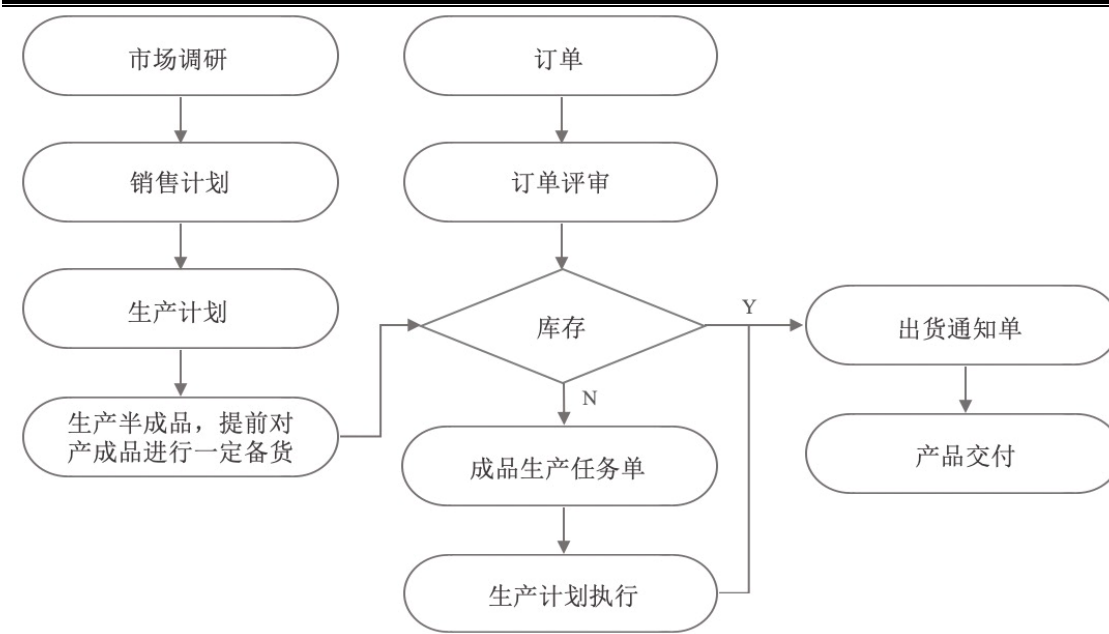 市场调研
销售计划
生产计划
生产半成品，提前对
产成品进行一定备货
订单
订单评审
库存
Y
N
成品生产任务单
生产计划执行
出货通知单
产品交付